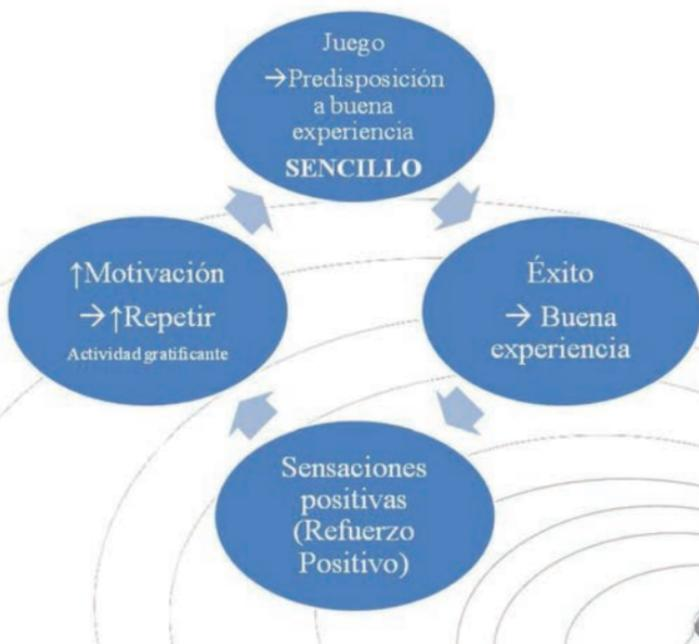 Juego
→Predisposición
a buena
experiencia
SENCILLO
↑Motivación
→↑Repetir
Actividad gratificante
Éxito
→ Buena
experiencia
Sensaciones
positivas
(Refuerzo
Positivo)